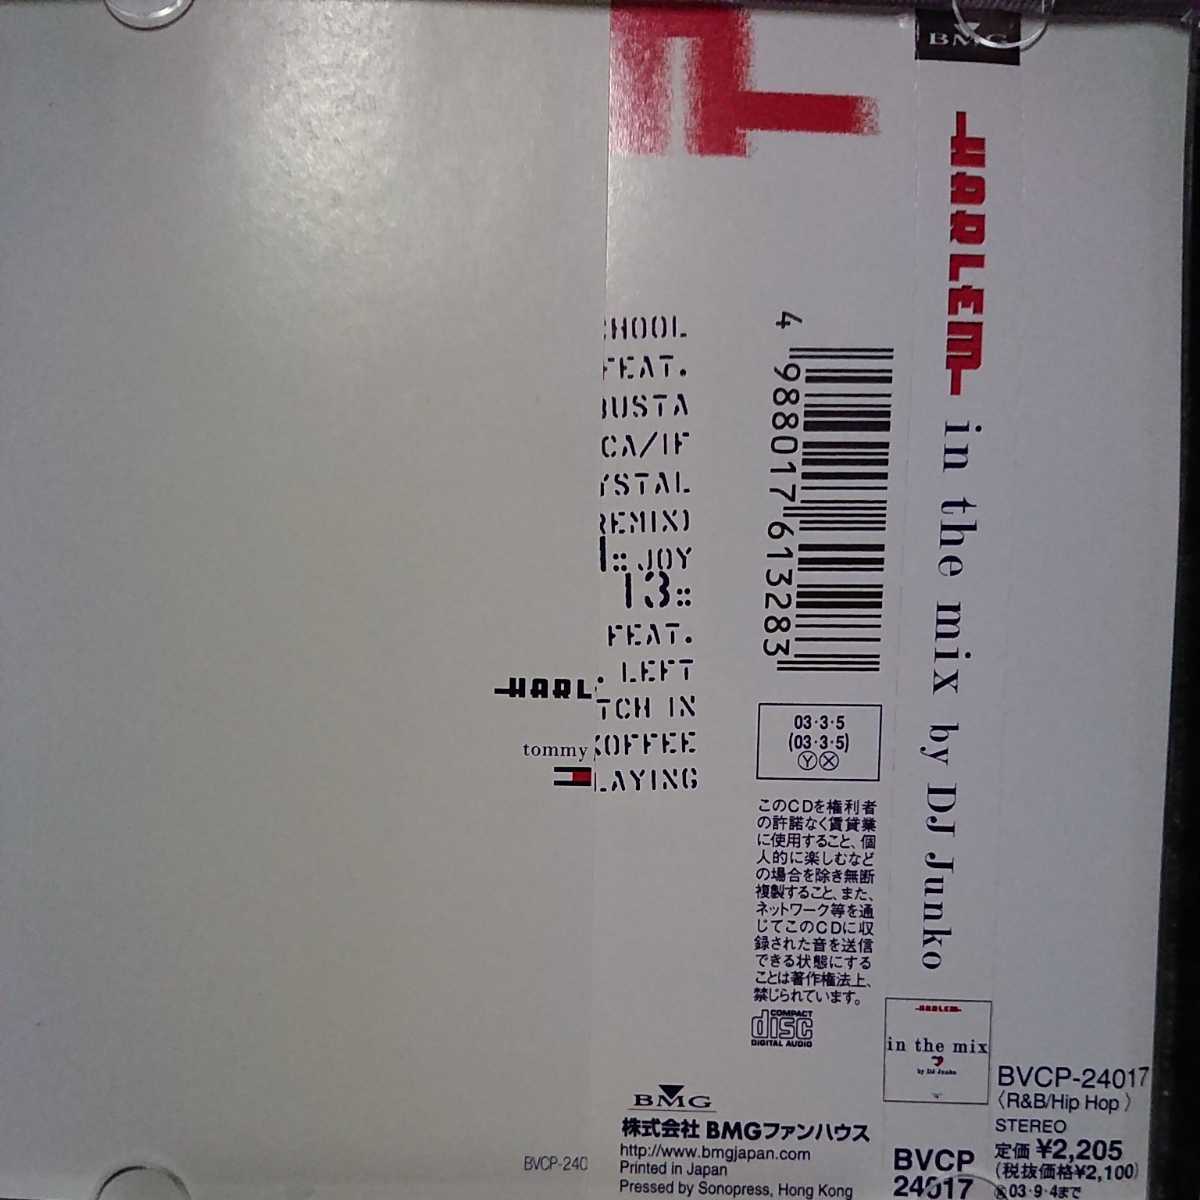 HOOL
FEAT.
BUSTA
CA/IF
YSTAL
REMIX)
:: JOY
13::
FEAT.
. LEFT
TCH IN
KOFFEE
LAYING
HARL
tommy
BVCP-240
4 988017 613283
03・3・5
(03・3・5)
Ⓨ Ⓧ
このCDを権利者
の許諾なく賃貸業
に使用すること、個
人的に楽しむなど
の場合を除き無断
複製すること、また、
ネットワーク等を通
じてこのCDに収
録された音を送信
できる状態にする
ことは著作権法上、
禁じられています。
COMPACT
disc
DIGITAL AUDIO
BMG
株式会社 BMGファンハウス
http://www.bmgjapan.com
Printed in Japan
Pressed by Sonopress, Hong Kong
BMG
HARLEM in the mix by DJ Junko
HARLEM
in the mix
by DJ Junko
BVCP
24017
BVCP-24017
〈R&B/Hip Hop〉
STEREO
定価 ¥2,205
(税抜価格¥2,100)
03・9・4まで